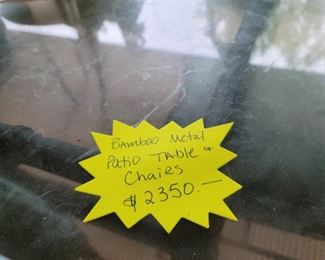 Bamboo Metal
Patio Table &
Chairs
$2350.—